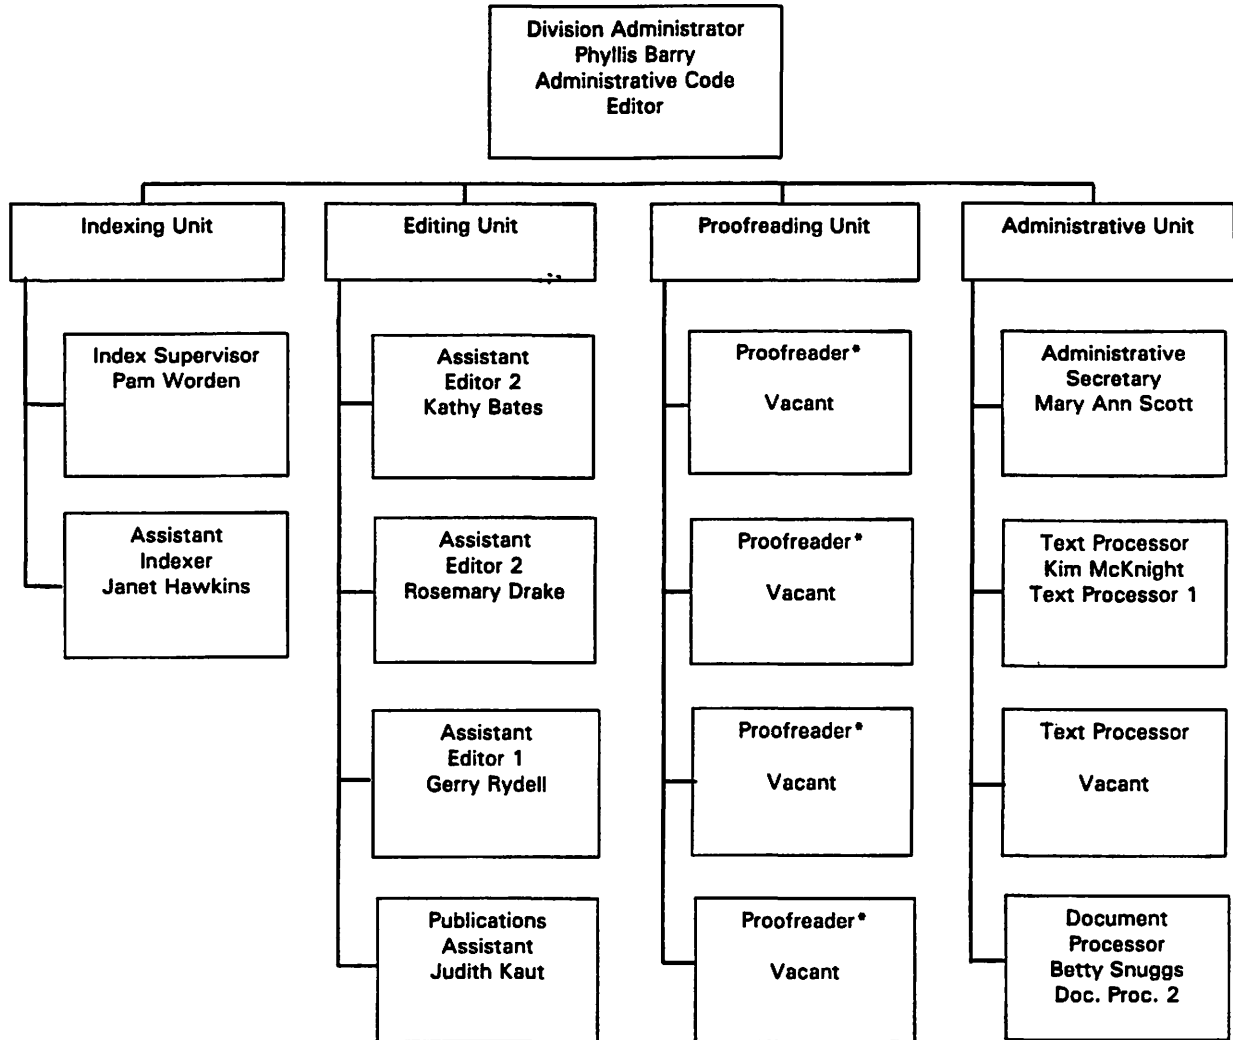 Division Administrator
Phyllis Barry
Administrative Code
Editor
Indexing Unit
Editing Unit
Proofreading Unit
Administrative Unit
Index Supervisor
Pam Worden
Assistant
Indexer
Janet Hawkins
Assistant
Editor 2
Kathy Bates
Assistant
Editor 2
Rosemary Drake
Assistant
Editor 1
Gerry Rydell
Publications
Assistant
Judith Kaut
Proofreader*
Vacant
Proofreader*
Vacant
Proofreader*
Vacant
Proofreader*
Vacant
Administrative
Secretary
Mary Ann Scott
Text Processor
Kim McKnight
Text Processor 1
Text Processor
Vacant
Document
Processor
Betty Snuggs
Doc. Proc. 2